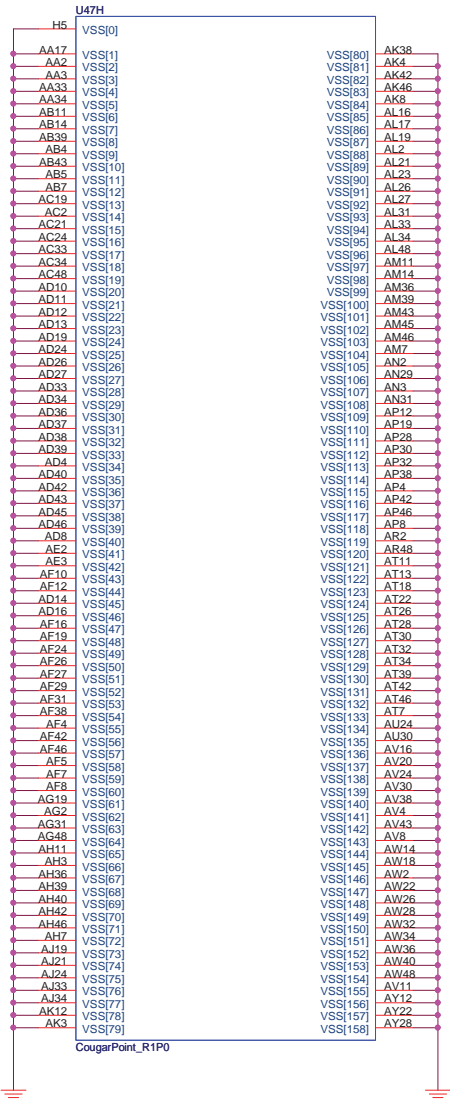 U47H
H5 VSS[0]
AA17 VSS[1] VSS[80] AK38
AA2 VSS[2] VSS[81] AK4
AA3 VSS[3] VSS[82] AK42
AA33 VSS[4] VSS[83] AK46
AA34 VSS[5] VSS[84] AK8
AB11 VSS[6] VSS[85] AL16
AB14 VSS[7] VSS[86] AL17
AB39 VSS[8] VSS[87] AL19
AB4 VSS[9] VSS[88] AL2
AB43 VSS[10] VSS[89] AL21
AB5 VSS[11] VSS[90] AL23
AB7 VSS[12] VSS[91] AL26
AC19 VSS[13] VSS[92] AL27
AC2 VSS[14] VSS[93] AL31
AC21 VSS[15] VSS[94] AL33
AC24 VSS[16] VSS[95] AL34
AC33 VSS[17] VSS[96] AL48
AC34 VSS[18] VSS[97] AM11
AC48 VSS[19] VSS[98] AM14
AD10 VSS[20] VSS[99] AM36
AD11 VSS[21] VSS[100] AM39
AD12 VSS[22] VSS[101] AM43
AD13 VSS[23] VSS[102] AM45
AD19 VSS[24] VSS[103] AM46
AD24 VSS[25] VSS[104] AM7
AD26 VSS[26] VSS[105] AN2
AD27 VSS[27] VSS[106] AN29
AD33 VSS[28] VSS[107] AN3
AD34 VSS[29] VSS[108] AN31
AD36 VSS[30] VSS[109] AP12
AD37 VSS[31] VSS[110] AP19
AD38 VSS[32] VSS[111] AP28
AD39 VSS[33] VSS[112] AP30
AD4 VSS[34] VSS[113] AP32
AD40 VSS[35] VSS[114] AP38
AD42 VSS[36] VSS[115] AP4
AD43 VSS[37] VSS[116] AP42
AD45 VSS[38] VSS[117] AP46
AD46 VSS[39] VSS[118] AP8
AD8 VSS[40] VSS[119] AR2
AE2 VSS[41] VSS[120] AR48
AE3 VSS[42] VSS[121] AT11
AF10 VSS[43] VSS[122] AT13
AF12 VSS[44] VSS[123] AT18
AD14 VSS[45] VSS[124] AT22
AD16 VSS[46] VSS[125] AT26
AF16 VSS[47] VSS[126] AT28
AF19 VSS[48] VSS[127] AT30
AF24 VSS[49] VSS[128] AT32
AF26 VSS[50] VSS[129] AT34
AF27 VSS[51] VSS[130] AT39
AF29 VSS[52] VSS[131] AT42
AF31 VSS[53] VSS[132] AT46
AF38 VSS[54] VSS[133] AT7
AF4 VSS[55] VSS[134] AU24
AF42 VSS[56] VSS[135] AU30
AF46 VSS[57] VSS[136] AV16
AF5 VSS[58] VSS[137] AV20
AF7 VSS[59] VSS[138] AV24
AF8 VSS[60] VSS[139] AV30
AG19 VSS[61] VSS[140] AV38
AG2 VSS[62] VSS[141] AV4
AG31 VSS[63] VSS[142] AV43
AG48 VSS[64] VSS[143] AV8
AH11 VSS[65] VSS[144] AW14
AH3 VSS[66] VSS[145] AW18
AH36 VSS[67] VSS[146] AW2
AH39 VSS[68] VSS[147] AW22
AH40 VSS[69] VSS[148] AW26
AH42 VSS[70] VSS[149] AW28
AH46 VSS[71] VSS[150] AW32
AH7 VSS[72] VSS[151] AW34
AJ19 VSS[73] VSS[152] AW36
AJ21 VSS[74] VSS[153] AW40
AJ24 VSS[75] VSS[154] AW48
AJ33 VSS[76] VSS[155] AV11
AJ34 VSS[77] VSS[156] AY12
AK12 VSS[78] VSS[157] AY22
AK3 VSS[79] VSS[158] AY28
CougarPoint_R1P0